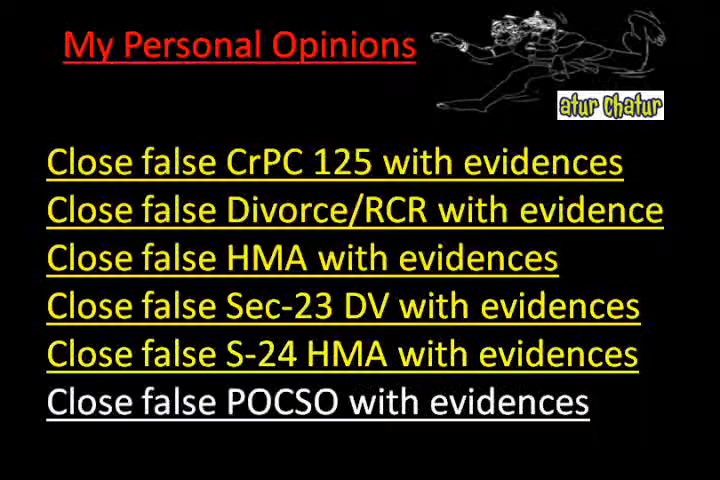 My Personal Opinions
atur Chatur
Close false CrPC 125 with evidences
Close false Divorce/RCR with evidence
Close false HMA with evidences
Close false Sec-23 DV with evidences
Close false S-24 HMA with evidences
Close false POCSO with evidences